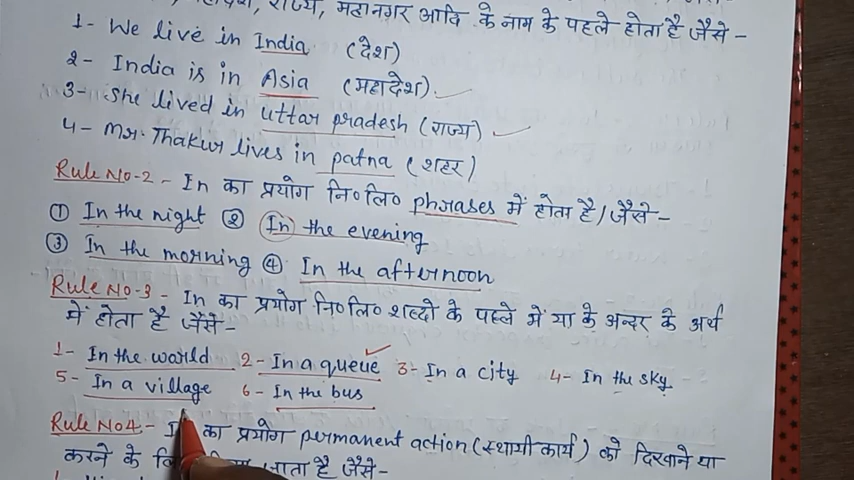 राज्य, महानगर आदि के नाम के पहले होता है जैसे -
1- We live in India (देश)
2- India is in Asia (महादेश).
3- She lived in uttar pradesh (राज्य)
4- Mr. Thakur lives in patna (शहर)
Rule No-2 - In का प्रयोग नि०लि० phrases में होता है/जैसे-
① In the night ② In the evening
③ In the morning ④ In the afternoon
Rule No-3 - In का प्रयोग नि०लि० शब्दो के पहले में या के अन्दर के अर्थ
में होता है जैसे-
1- In the world 2- In a queue 3- In a city 4- In the sky
5- In a village 6- In the bus
Rule No4 - In का प्रयोग permanent action (स्थायी कार्य) को दिखाने या
करने के जाता है जैसे-